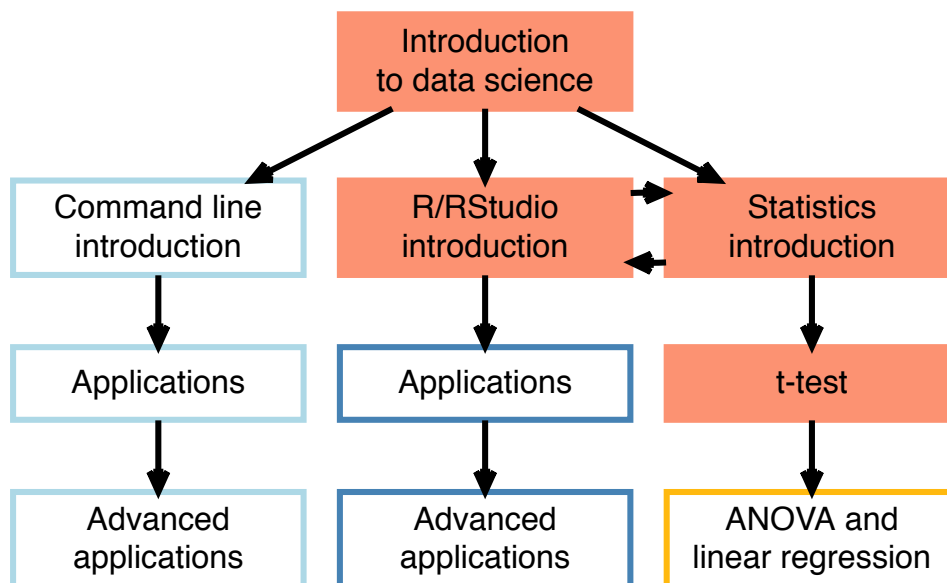 Introduction
to data science
Command line
introduction
R/RStudio
introduction
Statistics
introduction
Applications
Applications
t-test
Advanced
applications
Advanced
applications
ANOVA and
linear regression